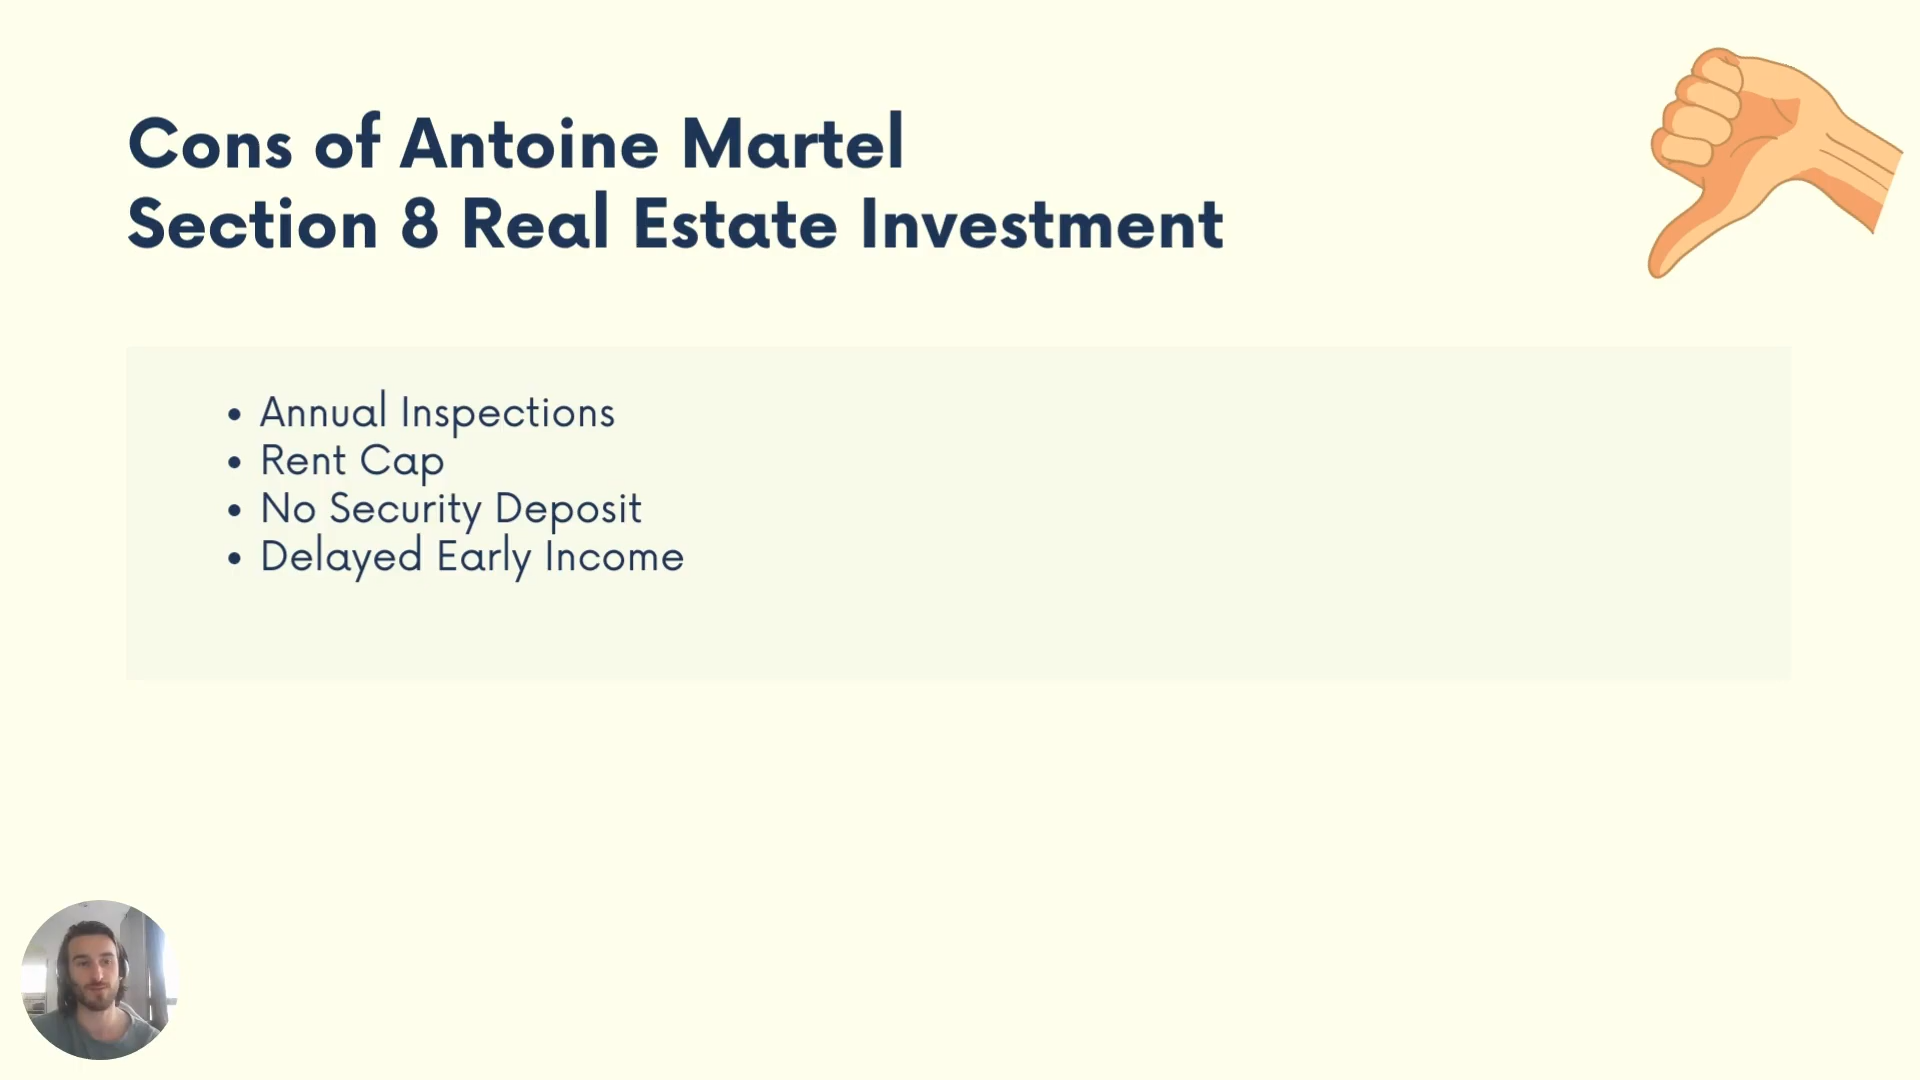 Cons of Antoine Martel
Section 8 Real Estate Investment
• Annual Inspections
• Rent Cap
• No Security Deposit
• Delayed Early Income